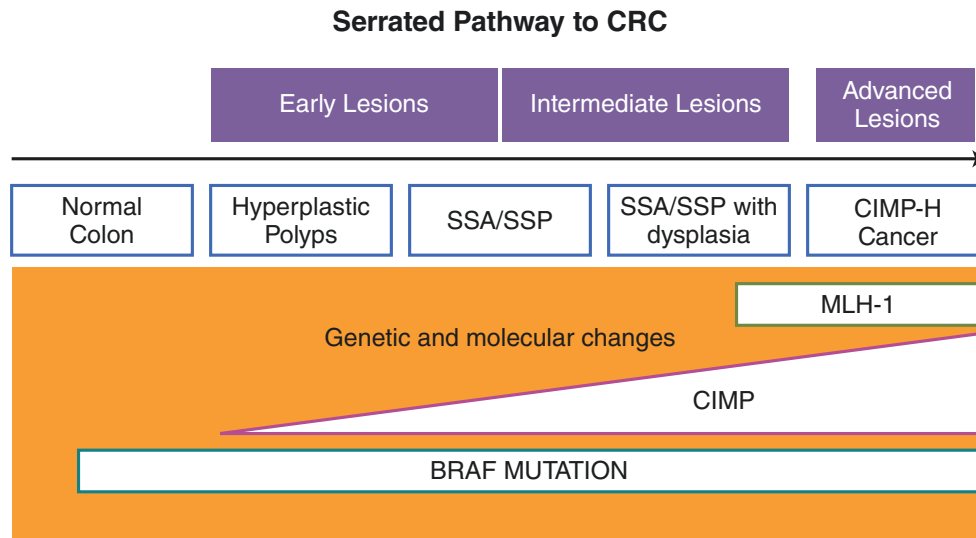 Serrated Pathway to CRC
Early Lesions
Intermediate Lesions
Advanced
Lesions
Normal
Colon
Hyperplastic
Polyps
SSA/SSP
SSA/SSP with
dysplasia
CIMP-H
Cancer
MLH-1
Genetic and molecular changes
CIMP
BRAF MUTATION